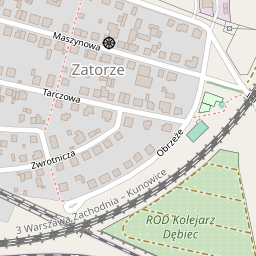 Maszynowa
Zatorze
Tarczowa
Obrzeże
Zwrotnicza
3 Warszawa Zachodnia - Kunowice
ROD Kolejarz
Dębiec